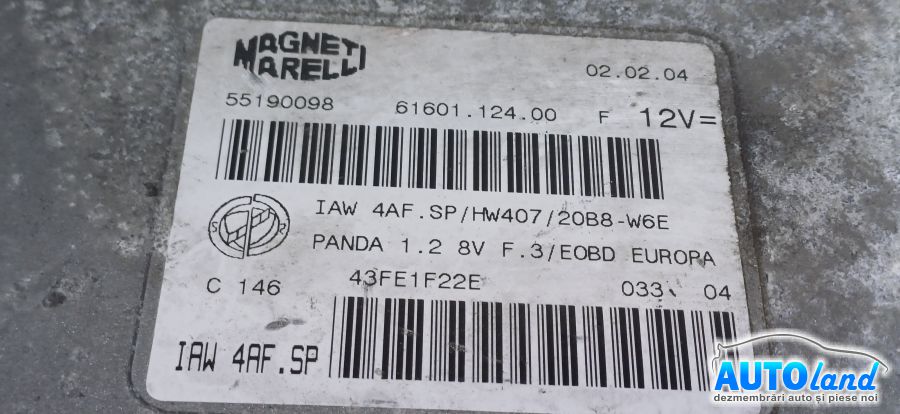 MAGNETI
MARELLI
02.02.04
55190098 61601.124.00 F 12V=
IAW 4AF.SP/HW407/20B8-W6E
S R
PANDA 1.2 8V F.3/EOBD EUROPA
43FE1F22E
C 146 033 04
IAW 4AF.SP
AUTOland
dezmembrări auto și piese noi